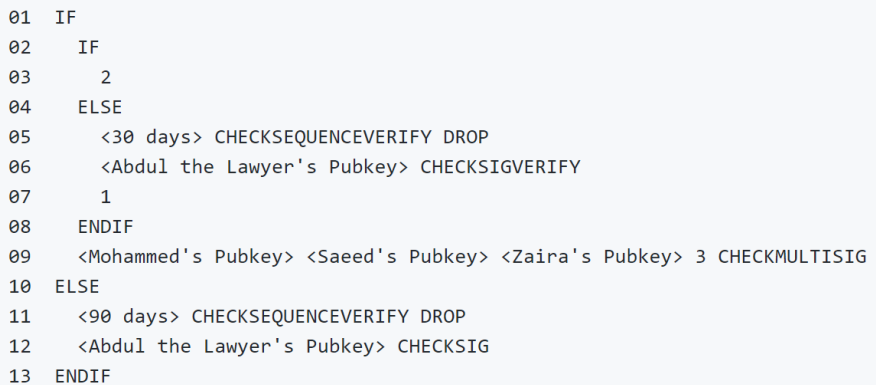 01 IF
02 IF
03 2
04 ELSE
05 <30 days> CHECKSEQUENCEVERIFY DROP
06 <Abdul the Lawyer's Pubkey> CHECKSIGVERIFY
07 1
08 ENDIF
09 <Mohammed's Pubkey> <Saeed's Pubkey> <Zaira's Pubkey> 3 CHECKMULTISIG
10 ELSE
11 <90 days> CHECKSEQUENCEVERIFY DROP
12 <Abdul the Lawyer's Pubkey> CHECKSIG
13 ENDIF